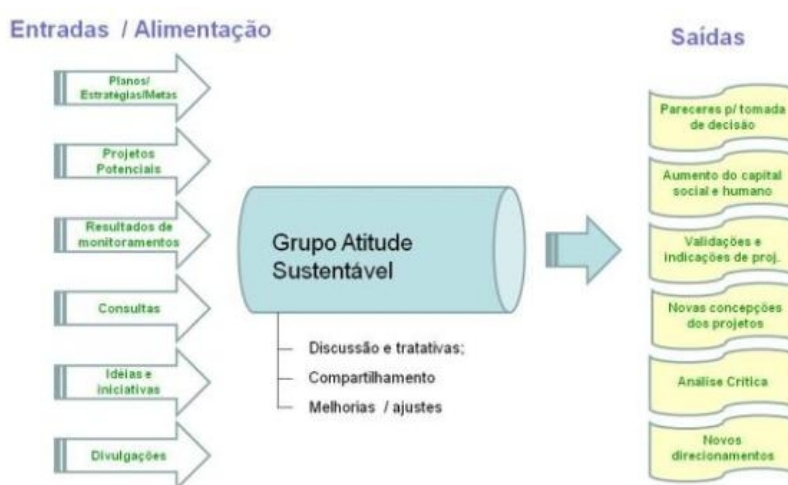 Entradas / Alimentação
Planos/
Estratégias/Metas
Projetos
Potenciais
Resultados de
monitoramentos
Consultas
Idéias e
iniciativas
Divulgações
Grupo Atitude
Sustentável
Discussão e tratativas;
Compartilhamento
Melhorias / ajustes
Saídas
Pareceres p/ tomada
de decisão
Aumento do capital
social e humano
Validações e
indicações de proj.
Novas concepções
dos projetos
Análise Crítica
Novos
direcionamentos